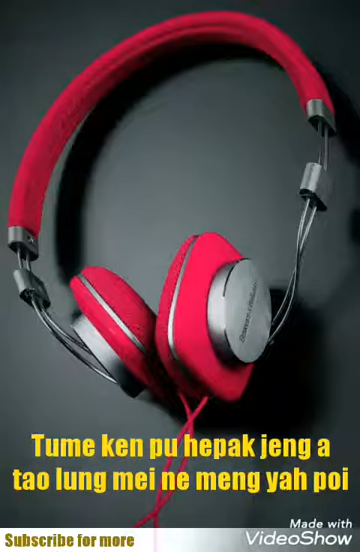 Tume ken pu hepak jeng a
tao lung mei ne meng yah poi
Made with
VideoShow
Subscribe for more